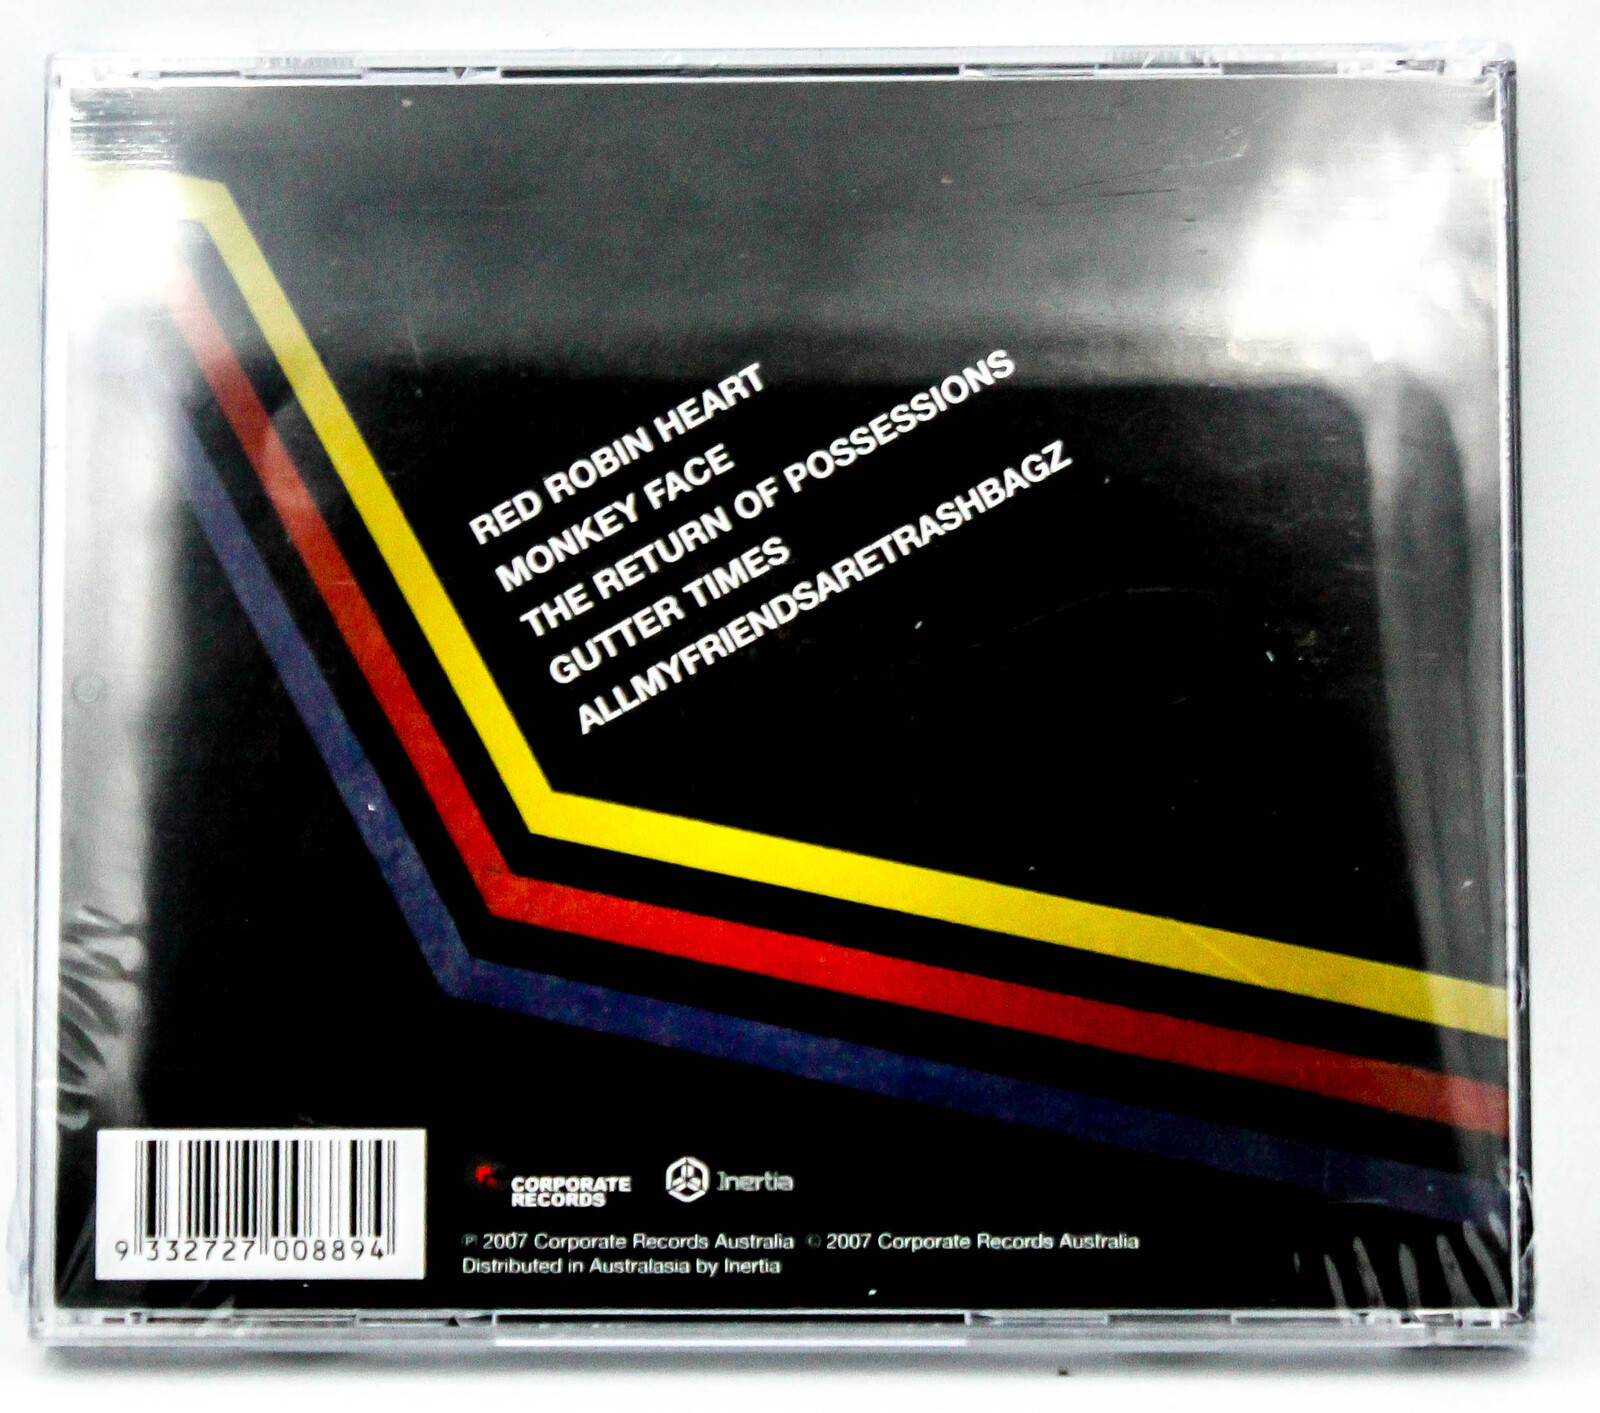 RED ROBIN HEART
MONKEY FACE
THE RETURN OF POSSESSIONS
GUTTER TIMES
ALLMYFRIENDSARETRASHBAGZ
CORPORATE
RECORDS
Inertia
℗ 2007 Corporate Records Australia © 2007 Corporate Records Australia
Distributed in Australasia by Inertia
9 332727 008894